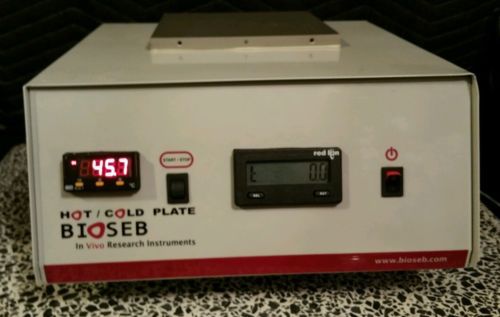 45.7
START - STOP
red lion
t 0.0
SEL
RST
HOT / COLD PLATE
BIOSEB
In Vivo Research Instruments
www.bioseb.com